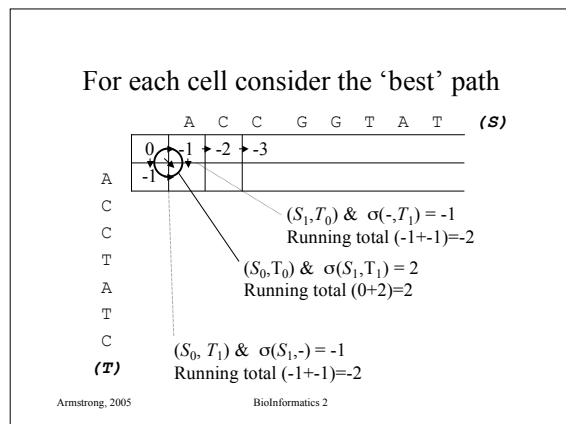 For each cell consider the 'best' path
A C C G G T A T (S)
0 -1 -2 -3
-1
A
C
C
T
A
T
C
(T)
(S1,T0) & σ(-,T1) = -1
Running total (-1+-1)=-2
(S0,T0) & σ(S1,T1) = 2
Running total (0+2)=2
(S0, T1) & σ(S1,-) = -1
Running total (-1+-1)=-2
Armstrong, 2005 BioInformatics 2